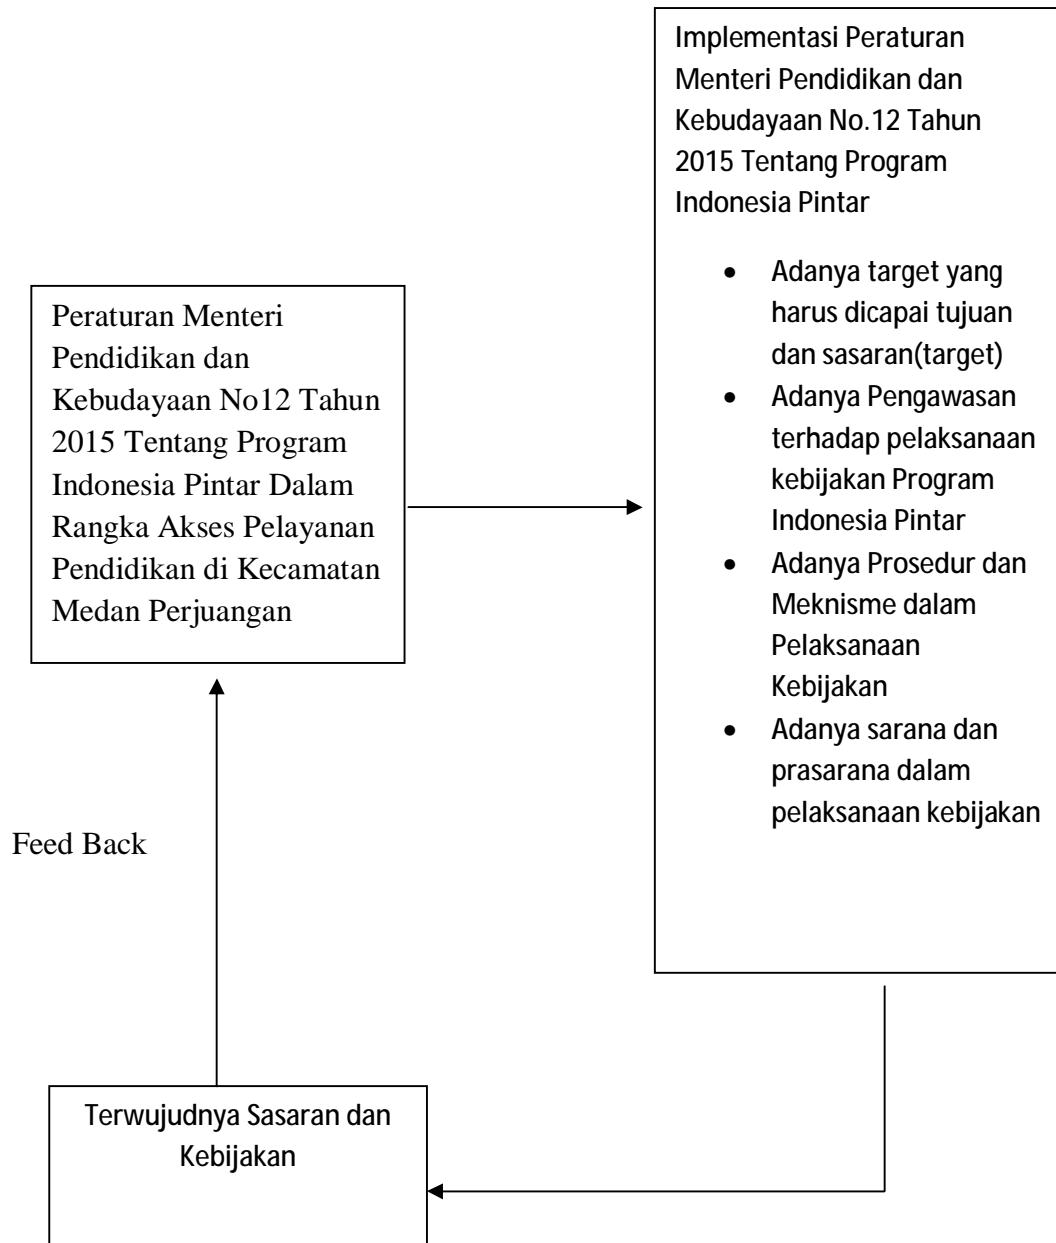 Implementasi Peraturan
Menteri Pendidikan dan
Kebudayaan No.12 Tahun
2015 Tentang Program
Indonesia Pintar
• Adanya target yang
harus dicapai tujuan
dan sasaran(target)
• Adanya Pengawasan
terhadap pelaksanaan
kebijakan Program
Indonesia Pintar
• Adanya Prosedur dan
Meknisme dalam
Pelaksanaan
Kebijakan
• Adanya sarana dan
prasarana dalam
pelaksanaan kebijakan
Peraturan Menteri
Pendidikan dan
Kebudayaan No12 Tahun
2015 Tentang Program
Indonesia Pintar Dalam
Rangka Akses Pelayanan
Pendidikan di Kecamatan
Medan Perjuangan
Feed Back
Terwujudnya Sasaran dan
Kebijakan